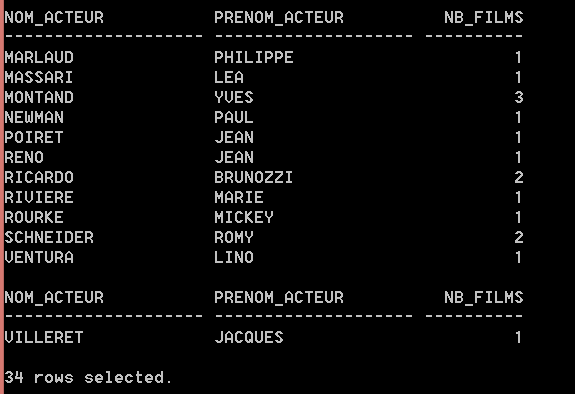 NOM_ACTEUR PRENOM_ACTEUR NB_FILMS
-------------------- -------------------- ----------
MARLAUD PHILIPPE 1
MASSARI LEA 1
MONTAND YVES 3
NEWMAN PAUL 1
POIRET JEAN 1
RENO JEAN 1
RICARDO BRUNOZZI 2
RIVIERE MARIE 1
ROURKE MICKEY 1
SCHNEIDER ROMY 2
VENTURA LINO 1
NOM_ACTEUR PRENOM_ACTEUR NB_FILMS
-------------------- -------------------- ----------
VILLERET JACQUES 1
34 rows selected.